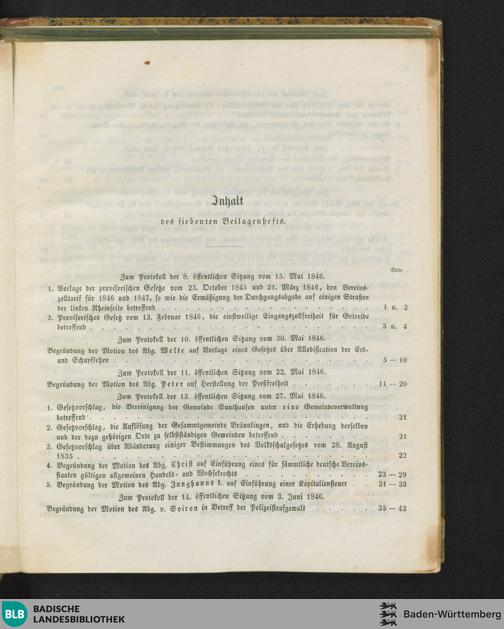 Inhalt
des siebenten Beilagenhefts.
Seite
Zum Protokoll der 8. öffentlichen Sitzung vom 15. Mai 1846.
1. Vorlage der provisorischen Gesetze vom 23. October 1845 und 21. März 1846, den Vereins-
zolltarif für 1846 und 1847, so wie die Ermäßigung der Durchgangsabgabe auf einigen Straßen
der linken Rheinseite betreffend . . . 1 u. 2
2. Provisorisches Gesetz vom 13. Februar 1846, die einstweilige Eingangszollfreiheit für Getreide
betreffend . . . 3 u. 4
Zum Protokoll der 10. öffentlichen Sitzung vom 20. Mai 1846.
Begründung der Motion des Abg. Welte auf Vorlage eines Gesetzes über Allodification der Erb-
und Schupflehen . . . 5 — 10
Zum Protokoll der 11. öffentlichen Sitzung vom 22. Mai 1846.
Begründung der Motion des Abg. Peter auf Herstellung der Preßfreiheit . . . 11 — 20
Zum Protokoll der 13. öffentlichen Sitzung vom 27. Mai 1846.
1. Gesetzvorschlag, die Vereinigung der Gemeinde Sunthausen unter eine Gemeindeverwaltung
betreffend . . . 21
2. Gesetzvorschlag, die Auflösung der Gesammtgemeinde Bräunlingen, und die Erhebung derselben
und der dazu gehörigen Orte zu selbstständigen Gemeinden betreffend . . . 21
3. Gesetzvorschlag über Abänderung einiger Bestimmungen des Volksschulgesetzes vom 28. August
1835 . . . 22
4. Begründung der Motion des Abg. Christ auf Einführung eines für sämmtliche deutsche Vereins-
staaten gültigen allgemeinen Handels- und Wechselrechts . . . 23 — 29
5. Begründung der Motion des Abg. Junghanns I. auf Einführung einer Kapitaliensteuer . . . 31 — 33
Zum Protokoll der 14. öffentlichen Sitzung vom 3. Juni 1846.
Begründung der Motion des Abg. v. Soiron in Betreff der Polizeistrafgewalt . . . 35 — 42
BLB BADISCHE
LANDESBIBLIOTHEK
Baden-Württemberg